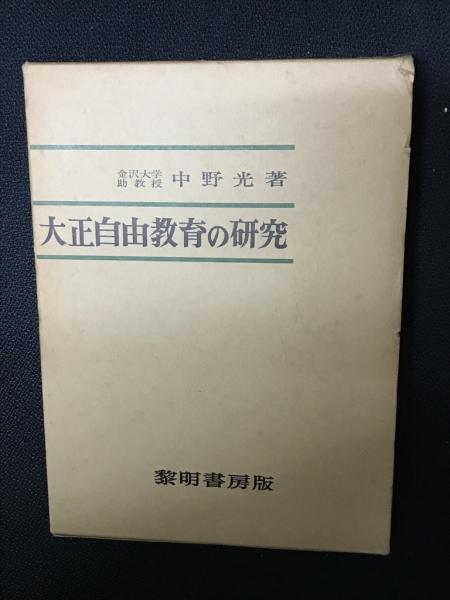 金沢大学助教授 中野光著
大正自由教育の研究
黎明書房版